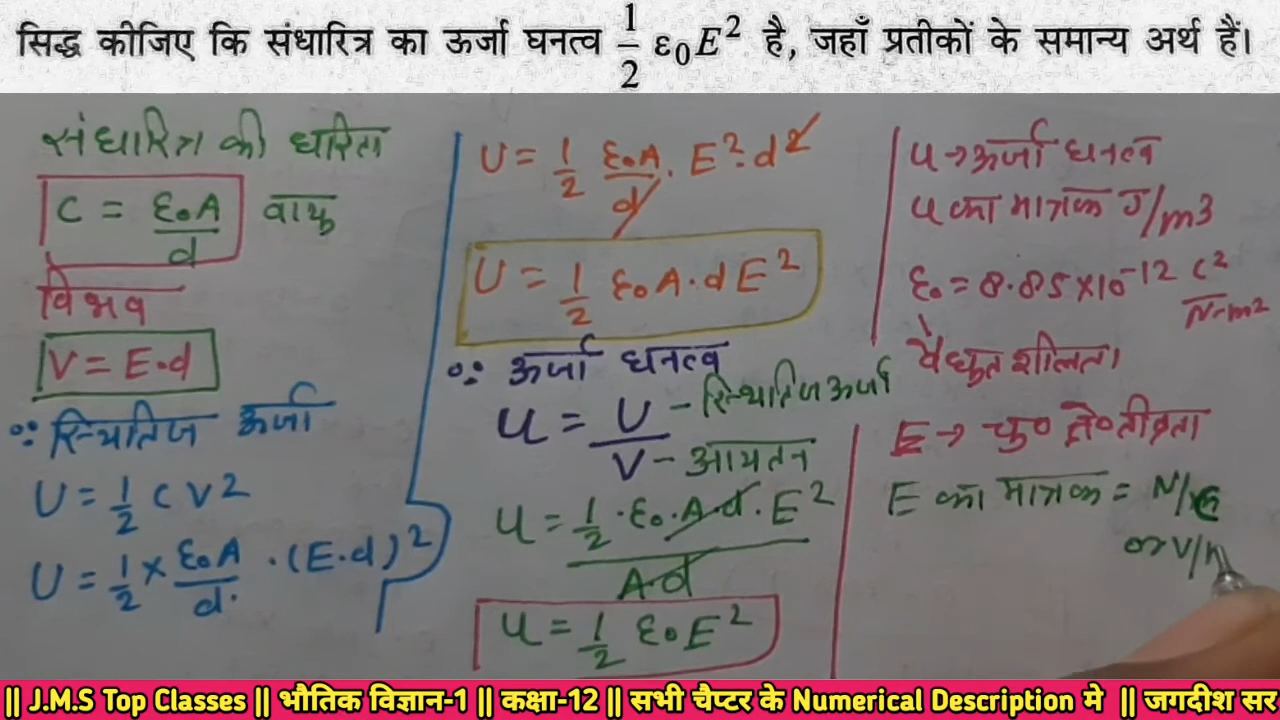 सिद्ध कीजिए कि संधारित्र का ऊर्जा घनत्व 1/2 ε₀E² है, जहाँ प्रतीकों के समान्य अर्थ हैं।
संधारित्र की धारिता
C = ε₀A/d वायु
विभव
V = E·d
∵ स्थितिज ऊर्जा
U = 1/2 CV²
U = 1/2 × ε₀A/d · (E·d)²
U = 1/2 ε₀A/d · E²·d²
U = 1/2 ε₀A·dE²
∵ ऊर्जा घनत्व
u = U/V – स्थितिज ऊर्जा
– आयतन
u = 1/2·ε₀·A·d·E² / A·d
u = 1/2 ε₀E²
u → ऊर्जा घनत्व
u का मात्रक J/m3
ε₀ = 8.85×10⁻¹² C²/N-m²
वैधुतशीलता
E → चु० क्षे० तीव्रता
E का मात्रक = N/C
or V/m
|| J.M.S Top Classes || भौतिक विज्ञान-1 || कक्षा-12 || सभी चैप्टर के Numerical Description मे || जगदीश सर